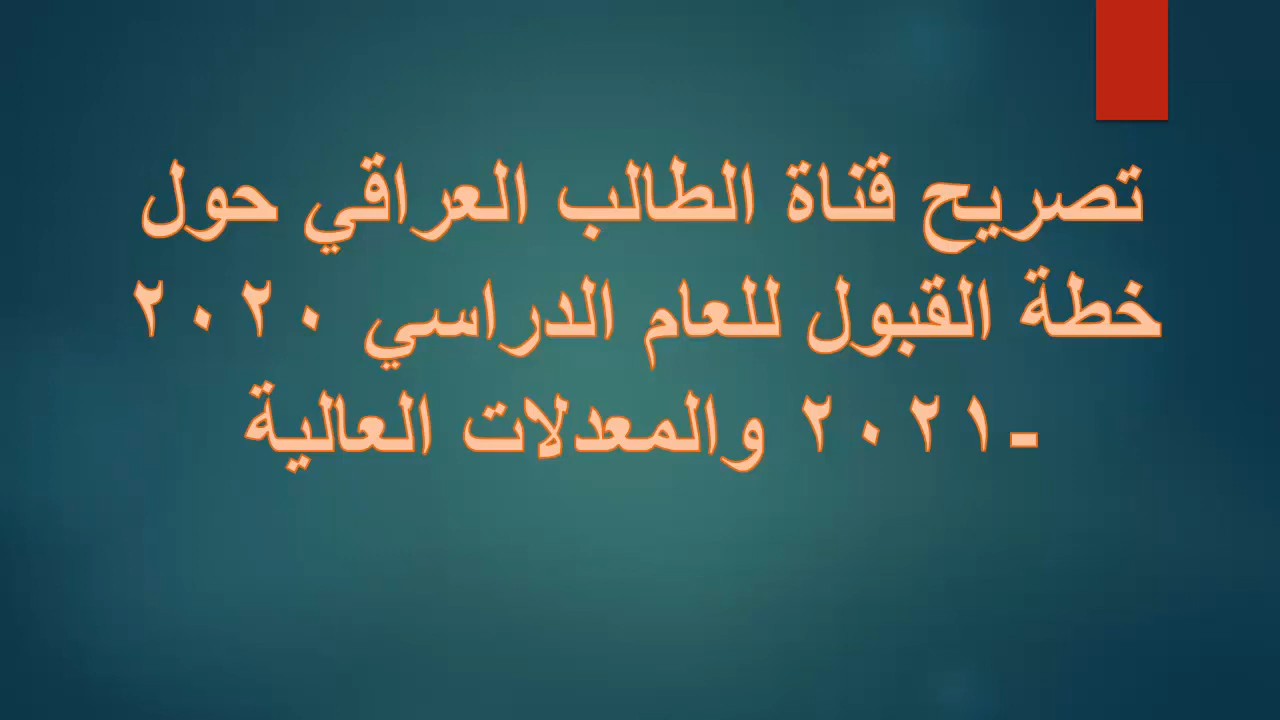 تصريح قناة الطالب العراقي حول
خطة القبول للعام الدراسي ٢٠٢٠
-٢٠٢١ والمعدلات العالية